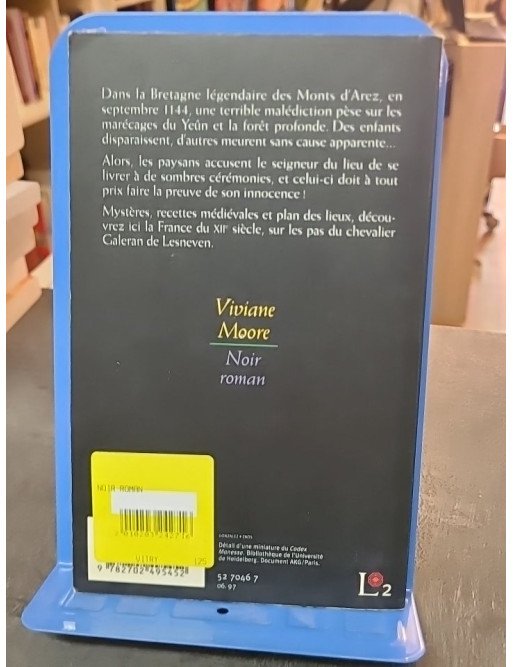 Dans la Bretagne légendaire des Monts d'Arez, en
septembre 1144, une terrible malédiction pèse sur les
marécages du Yeûn et la forêt profonde. Des enfants
disparaissent, d'autres meurent sans cause apparente...
Alors, les paysans accusent le seigneur du lieu de se
livrer à de sombres cérémonies, et celui-ci doit à tout
prix faire la preuve de son innocence !
Mystères, recettes médiévales et plan des lieux, décou-
vrez ici la France du XIIe siècle, sur les pas du chevalier
Galeran de Lesneven.
Viviane
Moore
Noir
roman
NOIR ROMAN
VITRY
9 782702 495452
Détail d'une miniature du Codex
Manesse. Bibliothèque de l'Université
de Heidelberg. Document AKG/Paris.
52 7046 7
06. 97
L 2